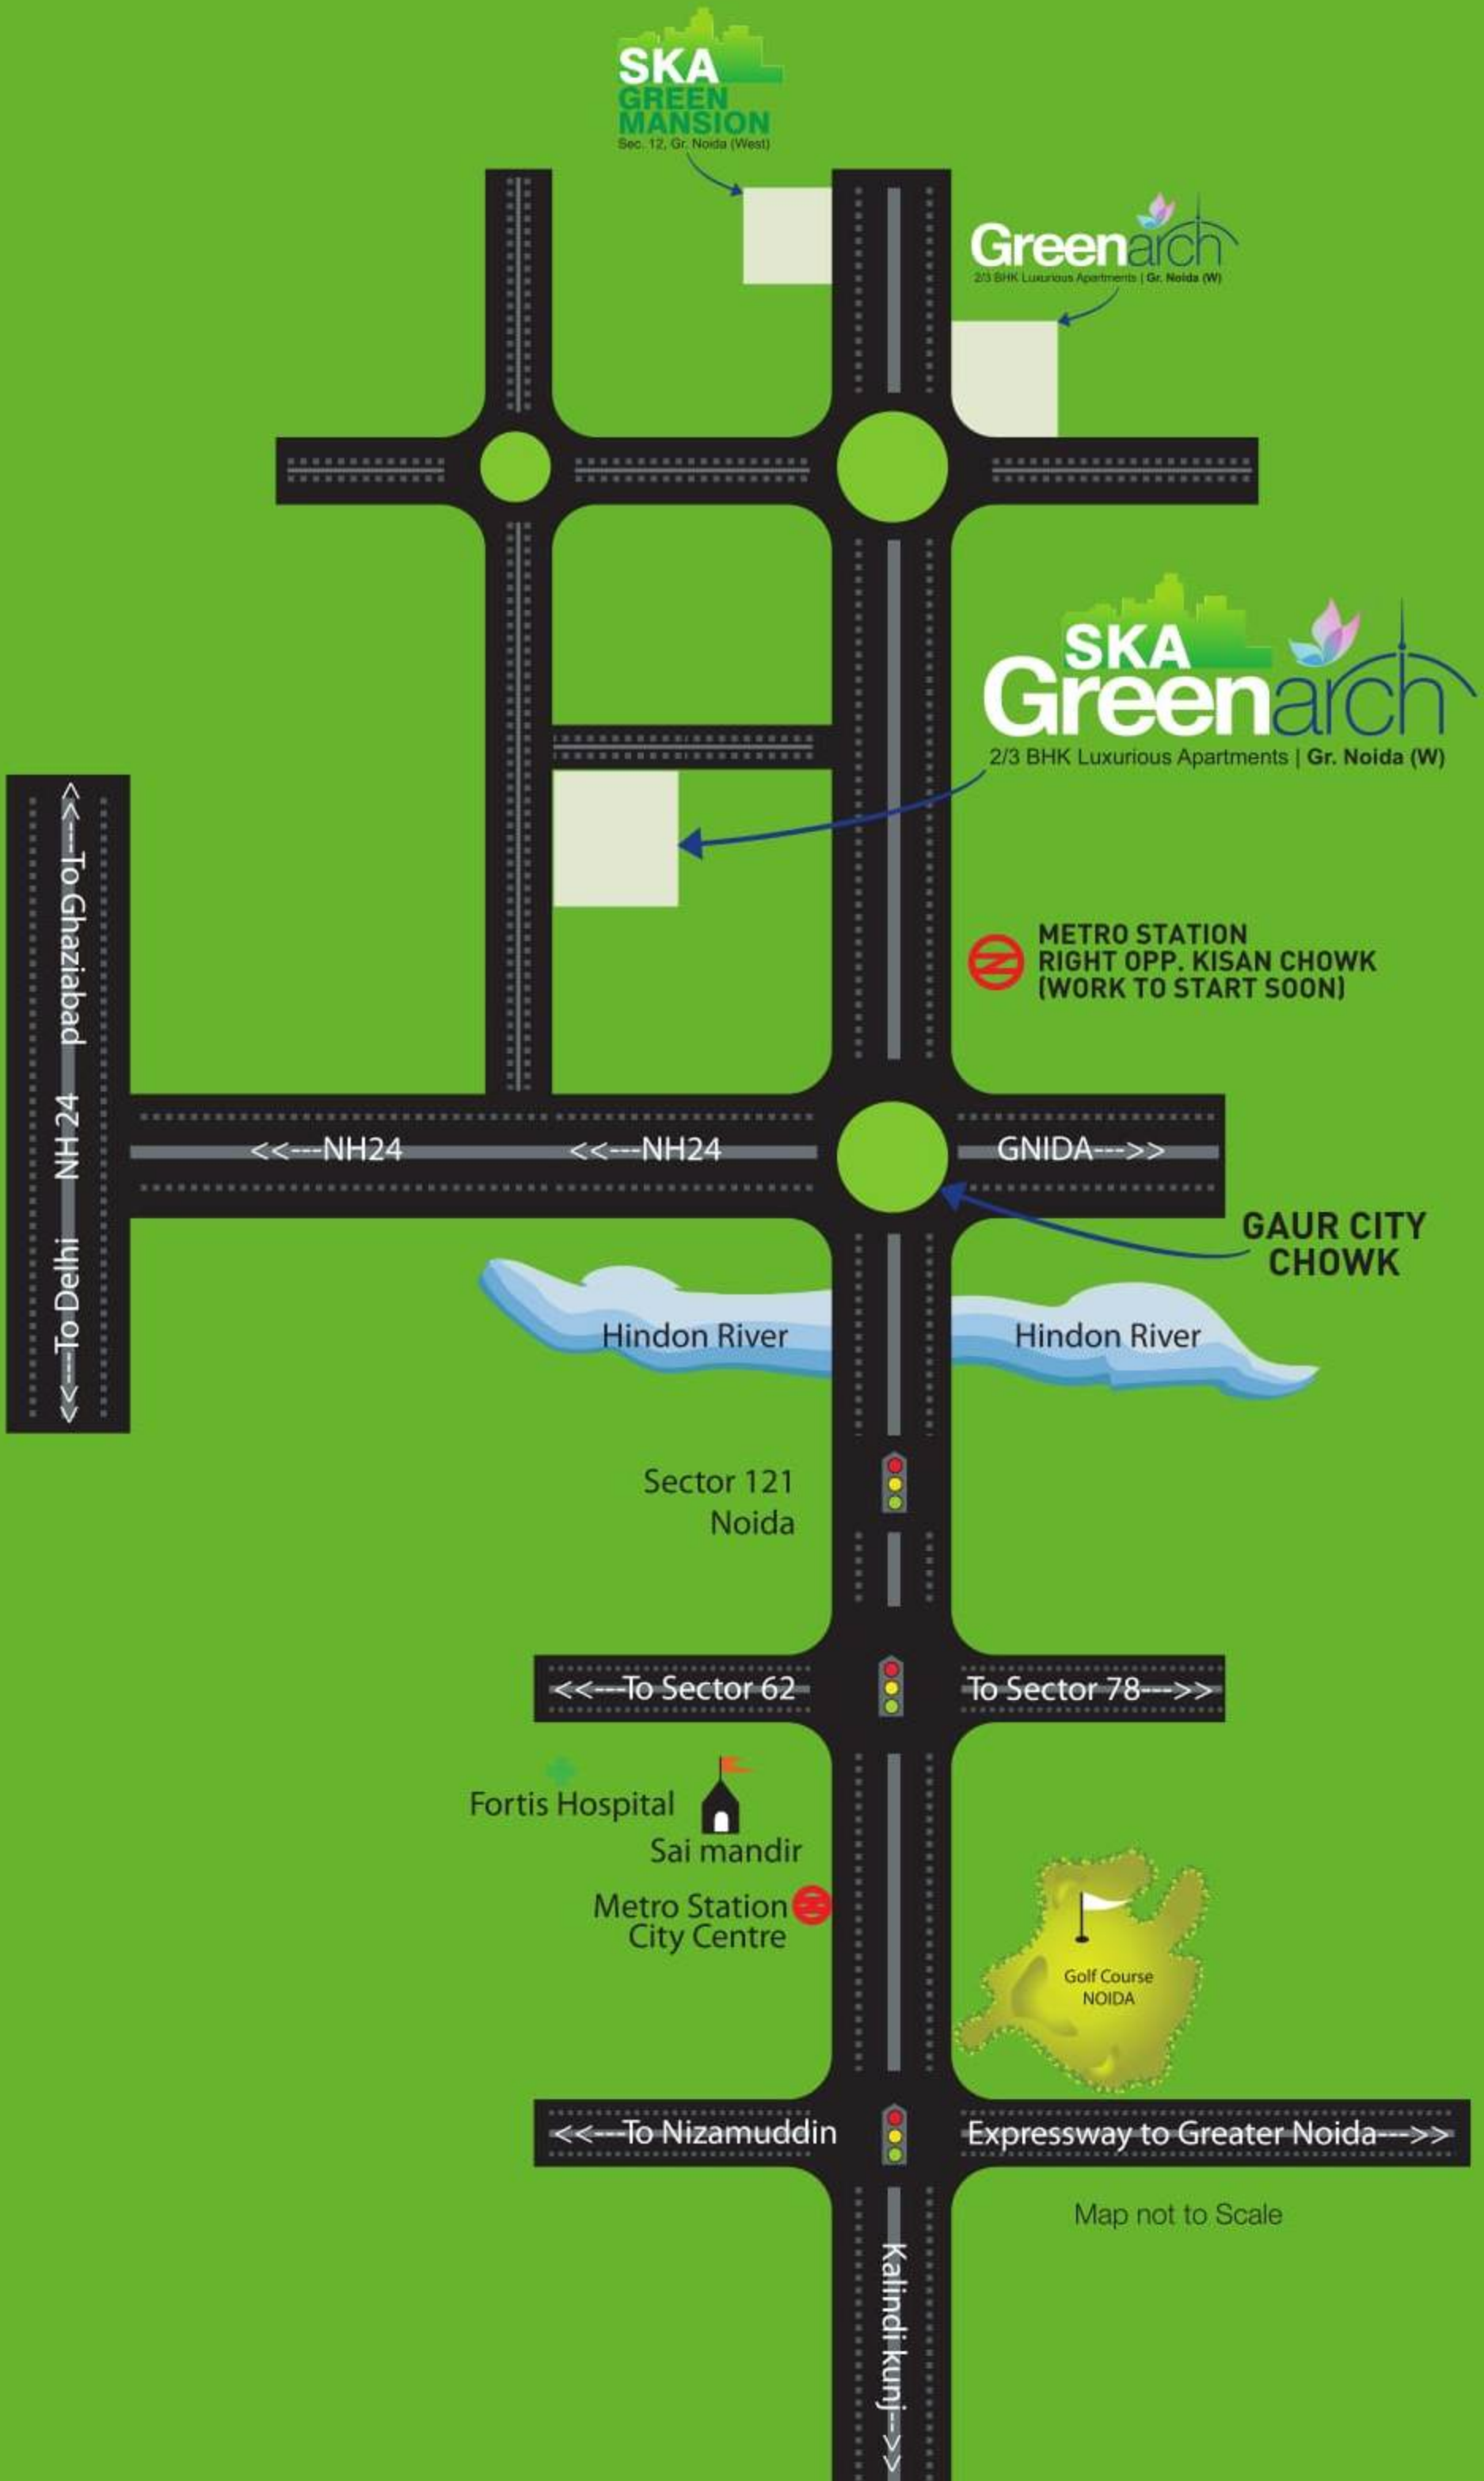 SKA
GREEN
MANSION
Sec. 12, Gr. Noida (West)
Greenarch
2/3 BHK Luxurious Apartments | Gr. Noida (W)
SKA
Greenarch
2/3 BHK Luxurious Apartments | Gr. Noida (W)
<<---To Ghaziabad NH 24 To Delhi--->>
METRO STATION
RIGHT OPP. KISAN CHOWK
(WORK TO START SOON)
<<---NH24
<<---NH24
GNIDA--->>
GAUR CITY
CHOWK
Hindon River
Hindon River
Sector 121
Noida
<<---To Sector 62
To Sector 78--->>
Fortis Hospital
Sai mandir
Metro Station
City Centre
Golf Course
NOIDA
<<---To Nizamuddin
Expressway to Greater Noida--->>
Map not to Scale
Kalindi kunj-->>